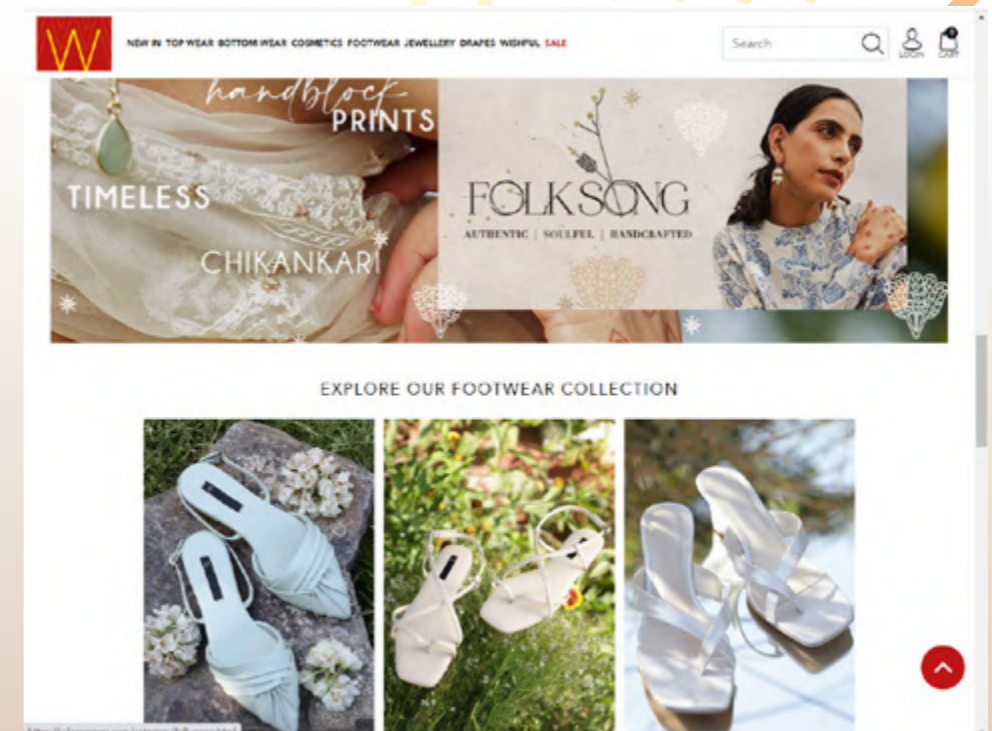 W
NEW IN TOP WEAR BOTTOM WEAR COSMETICS FOOTWEAR JEWELLERY DRAPES WISHFUL SALE
Search
LOGIN
0
CART
handblock
PRINTS
TIMELESS
CHIKANKARI
FOLKSONG
AUTHENTIC | SOULFUL | HANDCRAFTED
EXPLORE OUR FOOTWEAR COLLECTION